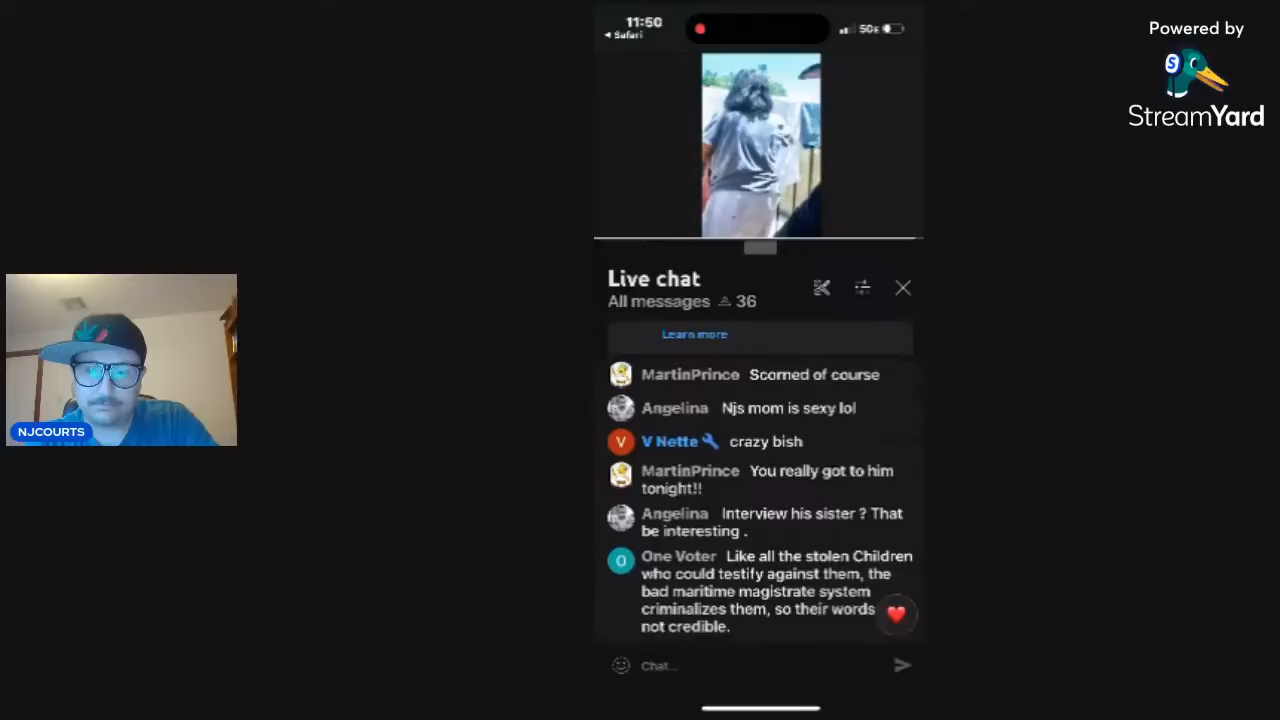 11:50
Safari
Powered by
StreamYard
Live chat
All messages 36
Learn more
MartinPrince Scorned of course
Angelina Njs mom is sexy lol
V
V Nette crazy bish
MartinPrince You really got to him
tonight!!
NJCOURTS
Angelina Interview his sister ? That
be interesting .
O
One Voter Like all the stolen Children
who could testify against them, the
bad maritime magistrate system
criminalizes them, so their words
not credible.
Chat...